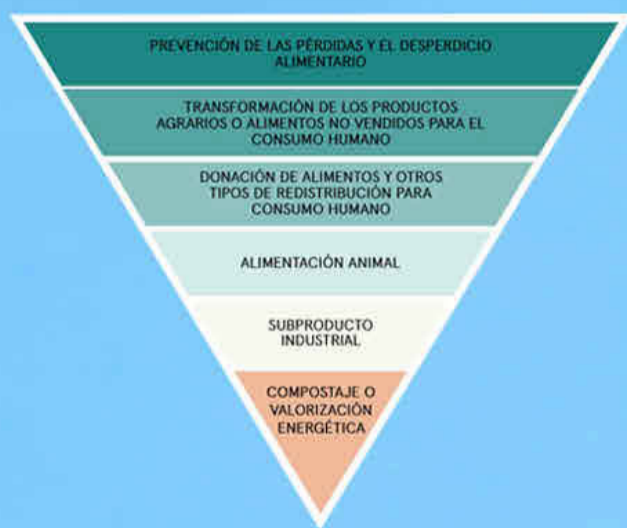 PREVENCIÓN DE LAS PÉRDIDAS Y EL DESPERDICIO
ALIMENTARIO
TRANSFORMACIÓN DE LOS PRODUCTOS
AGRARIOS O ALIMENTOS NO VENDIDOS PARA EL
CONSUMO HUMANO
DONACIÓN DE ALIMENTOS Y OTROS
TIPOS DE REDISTRIBUCIÓN PARA
CONSUMO HUMANO
ALIMENTACIÓN ANIMAL
SUBPRODUCTO
INDUSTRIAL
COMPOSTAJE O
VALORIZACIÓN
ENERGÉTICA